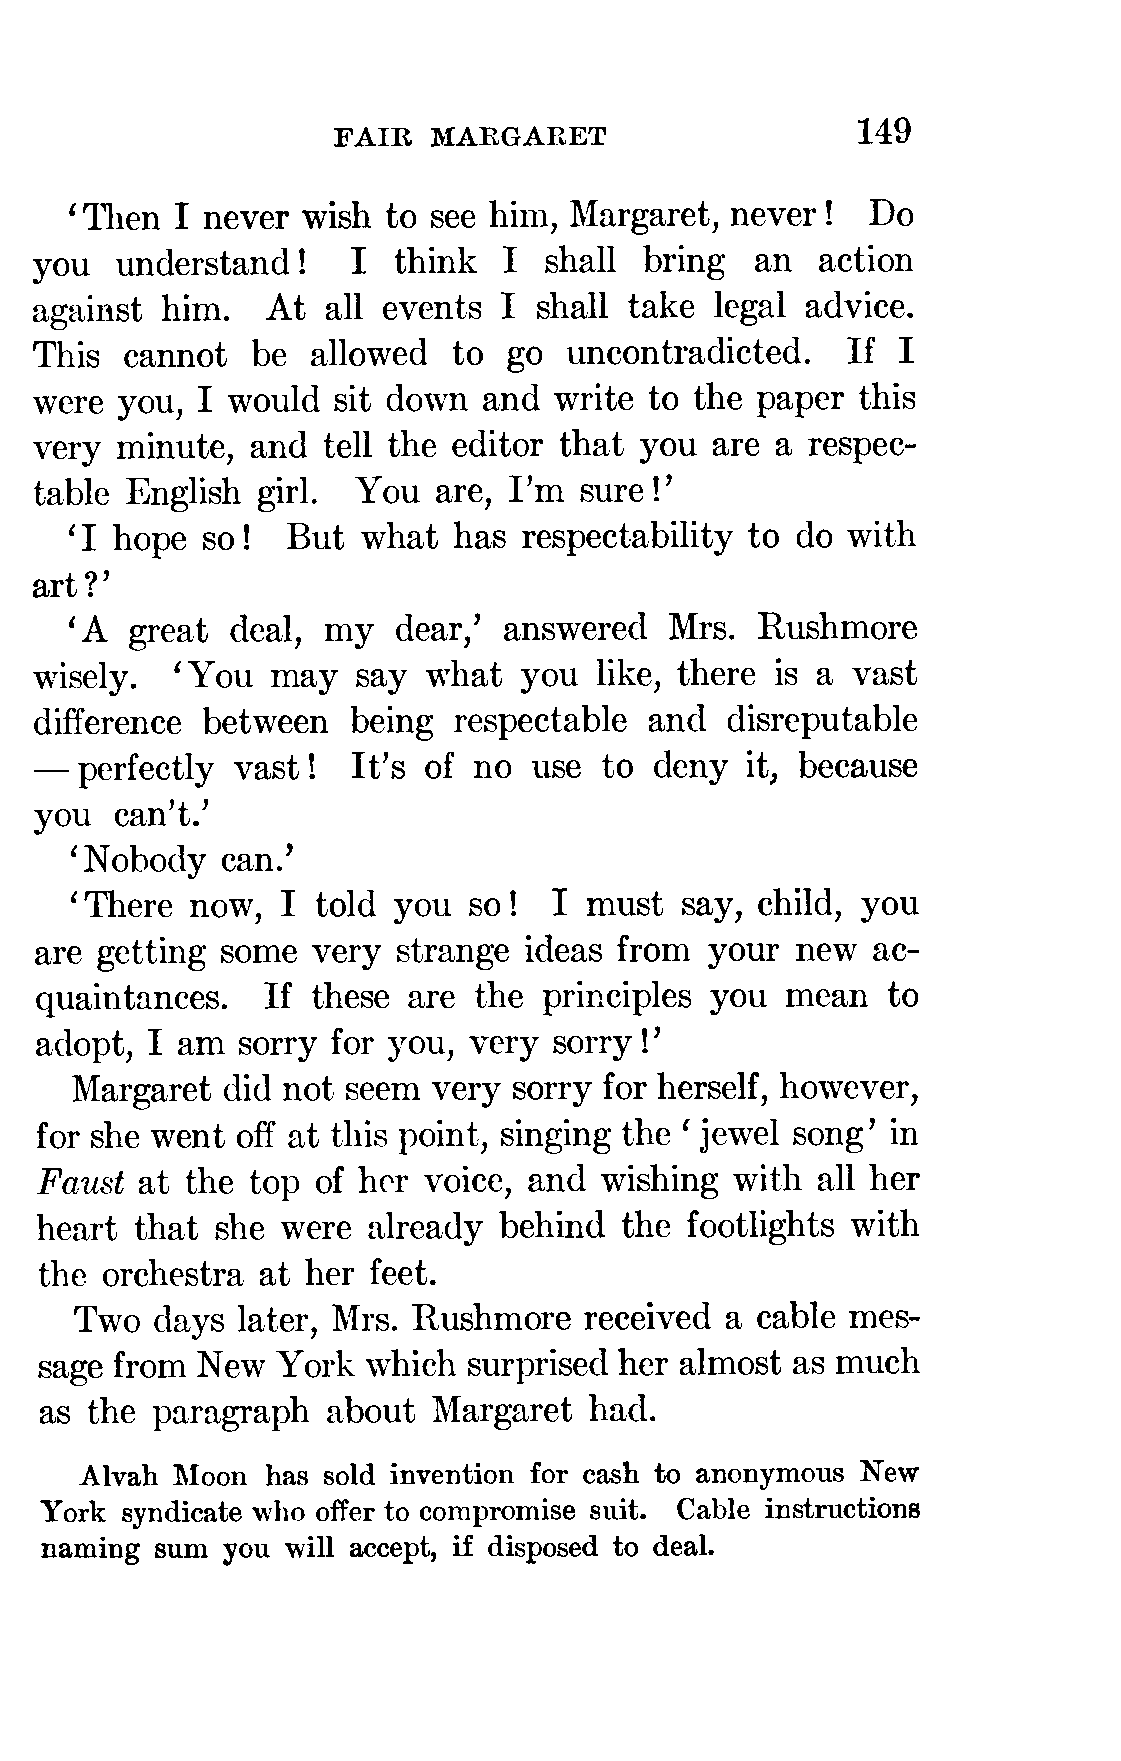 FAIR MARGARET 149
'Then I never wish to see him, Margaret, never! Do
you understand! I think I shall bring an action
against him. At all events I shall take legal advice.
This cannot be allowed to go uncontradicted. If I
were you, I would sit down and write to the paper this
very minute, and tell the editor that you are a respec-
table English girl. You are, I'm sure!'
'I hope so! But what has respectability to do with
art?'
'A great deal, my dear,' answered Mrs. Rushmore
wisely. 'You may say what you like, there is a vast
difference between being respectable and disreputable
— perfectly vast! It's of no use to deny it, because
you can't.'
'Nobody can.'
'There now, I told you so! I must say, child, you
are getting some very strange ideas from your new ac-
quaintances. If these are the principles you mean to
adopt, I am sorry for you, very sorry!'
Margaret did not seem very sorry for herself, however,
for she went off at this point, singing the 'jewel song' in
Faust at the top of her voice, and wishing with all her
heart that she were already behind the footlights with
the orchestra at her feet.
Two days later, Mrs. Rushmore received a cable mes-
sage from New York which surprised her almost as much
as the paragraph about Margaret had.
Alvah Moon has sold invention for cash to anonymous New
York syndicate who offer to compromise suit. Cable instructions
naming sum you will accept, if disposed to deal.